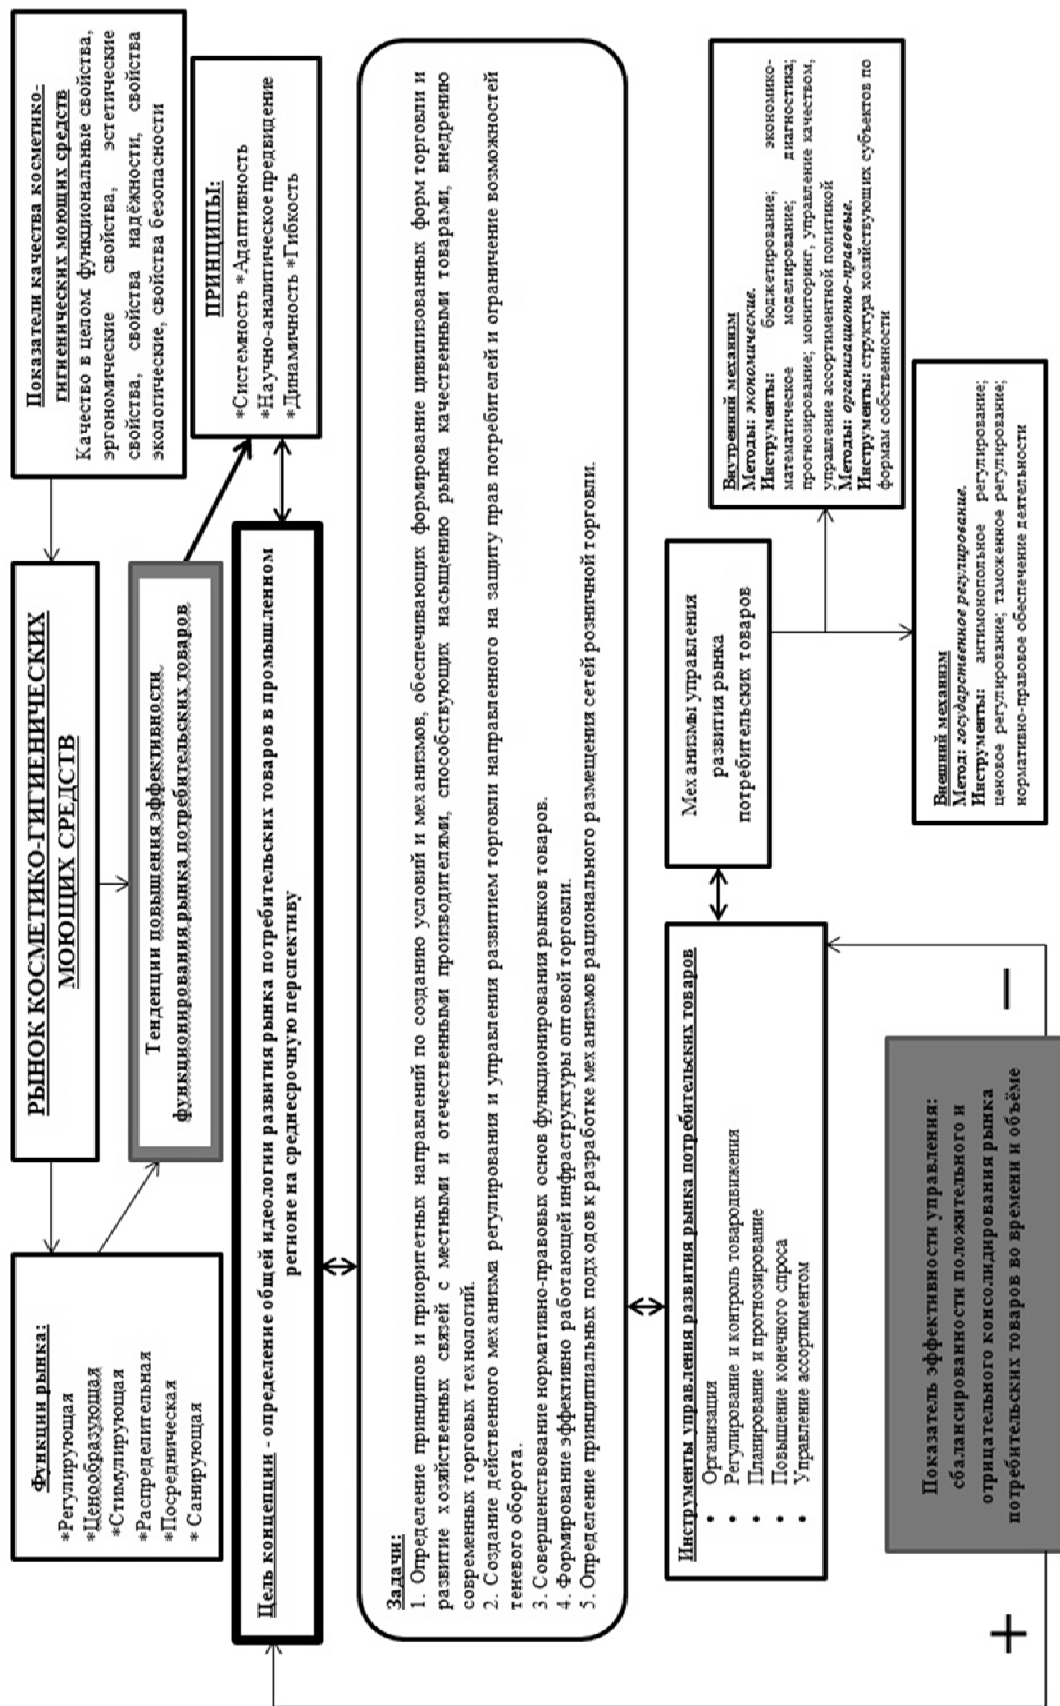 Функции рынка:
*Регулирующая
*Ценообразующая
*Стимулирующая
*Распределительная
*Посредническая
* Санирующая
РЫНОК КОСМЕТИКО-ГИГИЕНИЧЕСКИХ
МОЮЩИХ СРЕДСТВ
Показатели качества косметико-
гигиенических моющих средств
Качество в целом функциональные свойства,
эргономические свойства, эстетические
свойства, свойства надёжности, свойства
экологические, свойства безопасности
Тенденции повышения эффективности
функционирования рынка потребительских товаров
ПРИНЦИПЫ:
*Системность *Адаптивность
*Научно-аналитическое предвидение
*Динамичность *Гибкость
Цель концепции - определение общей идеологии развития рынка потребительских товаров в промышленном
регионе на среднесрочную перспективу
Задачи:
1. Определение принципов и приоритетных направлений по созданию условий и механизмов, обеспечивающих формирование цивилизованных форм торговли и
развитие хозяйственных связей с местными и отечественными производителями, способствующих насыщению рынка качественными товарами, внедрению
современных торговых технологий.
2. Создание действенного механизма регулирования и управления развитием торговли направленного на защиту прав потребителей и ограничение возможностей
теневого оборота.
3. Совершенствование нормативно-правовых основ функционирования рынков товаров.
4. Формирование эффективно работающей инфраструктуры оптовой торговли.
5. Определение принципиальных подходов к разработке механизмов рационального размещения сетей розничной торговли.
Инструменты управления развития рынка потребительских товаров
• Организация
• Регулирование и контроль товародвижения
• Планирование и прогнозирование
• Повышение конечного спроса
• Управление ассортиментом
Механизмы управления
развития рынка
потребительских товаров
Внутренний механизм
Методы: экономические.
Инструменты: бюджетирование; экономико-
математическое моделирование; диагностика;
прогнозирование; мониторинг, управление качеством,
управление ассортиментной политикой
Методы: организационно-правовые.
Инструменты: структура хозяйствующих субъектов по
формам собственности
Внешний механизм
Метод: государственное регулирование.
Инструменты: антимонопольное регулирование;
ценовое регулирование; таможенное регулирование;
нормативно-правовое обеспечение деятельности
Показатель эффективности управления:
сбалансированности положительного и
отрицательного консолидирования рынка
потребительских товаров во времени и объёме
+
–